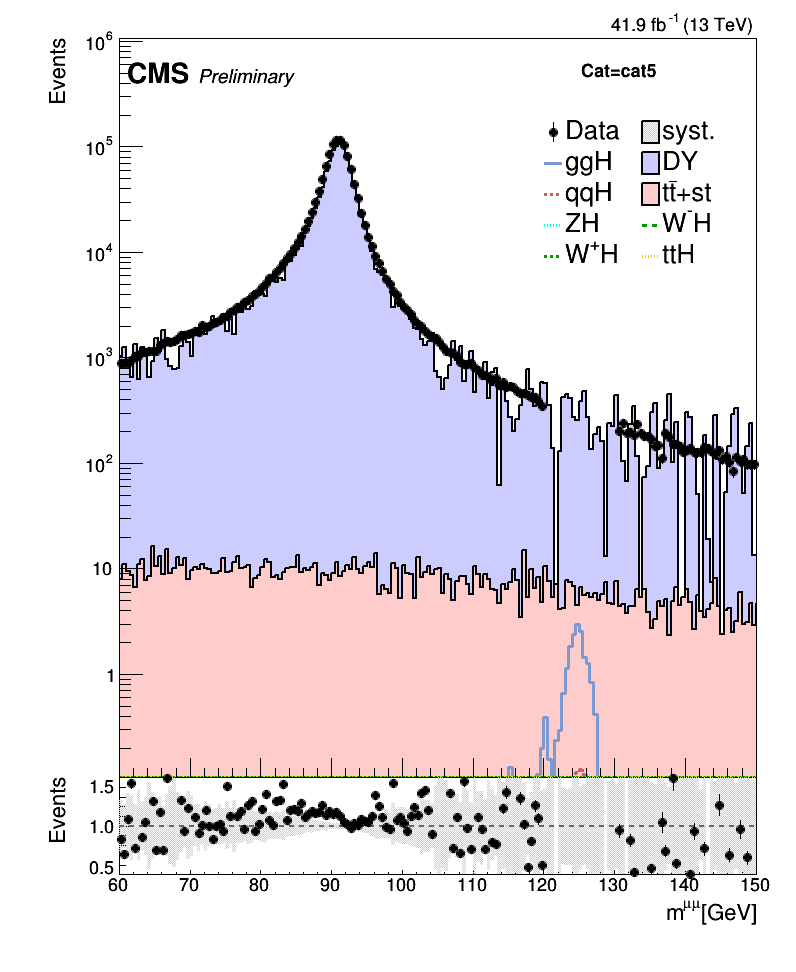 41.9 fb⁻¹ (13 TeV)
Events
10⁶
10⁵
10⁴
10³
10²
10
1
CMS Preliminary
Cat=cat5
Data syst.
ggH DY
qqH tt̄+st
ZH W⁻H
W⁺H ttH
Events
1.5
1.0
0.5
60 70 80 90 100 110 120 130 140 150
m^μμ[GeV]